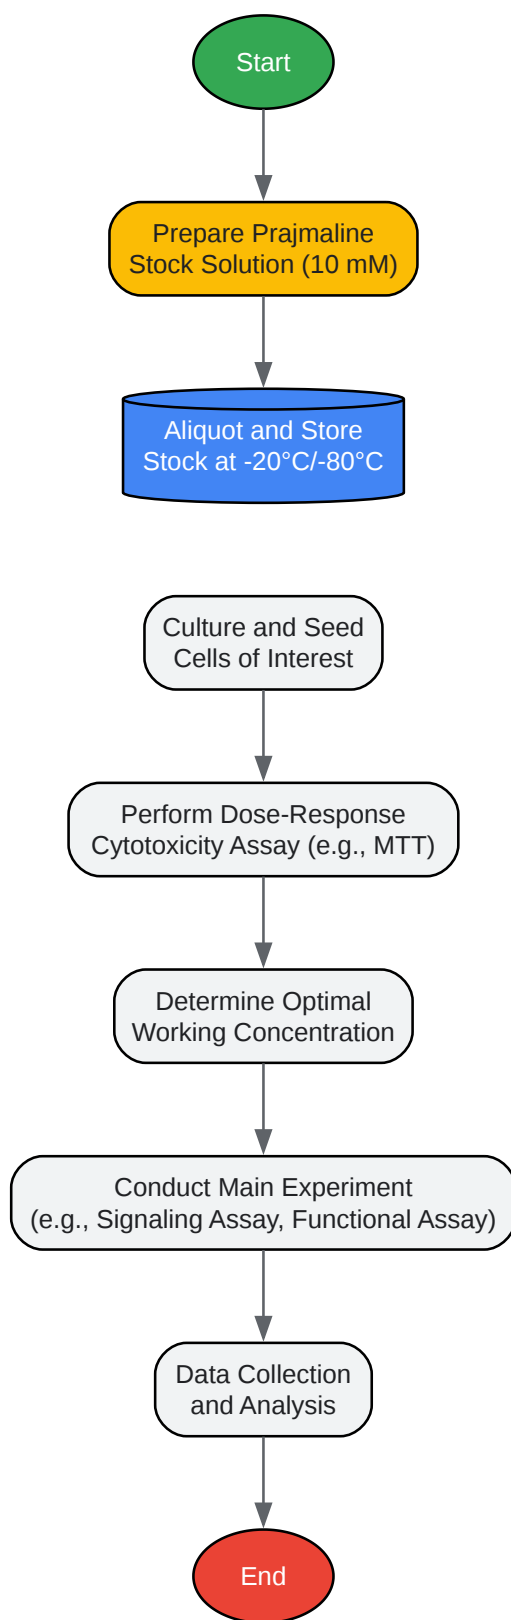 Start
Prepare Prajmaline
Stock Solution (10 mM)
Aliquot and Store
Stock at -20°C/-80°C
Culture and Seed
Cells of Interest
Perform Dose-Response
Cytotoxicity Assay (e.g., MTT)
Determine Optimal
Working Concentration
Conduct Main Experiment
(e.g., Signaling Assay, Functional Assay)
Data Collection
and Analysis
End